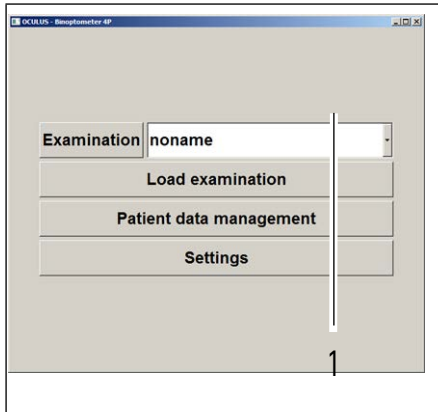 OCULUS - Binoptometer 4P
Examination noname
Load examination
Patient data management
Settings
1